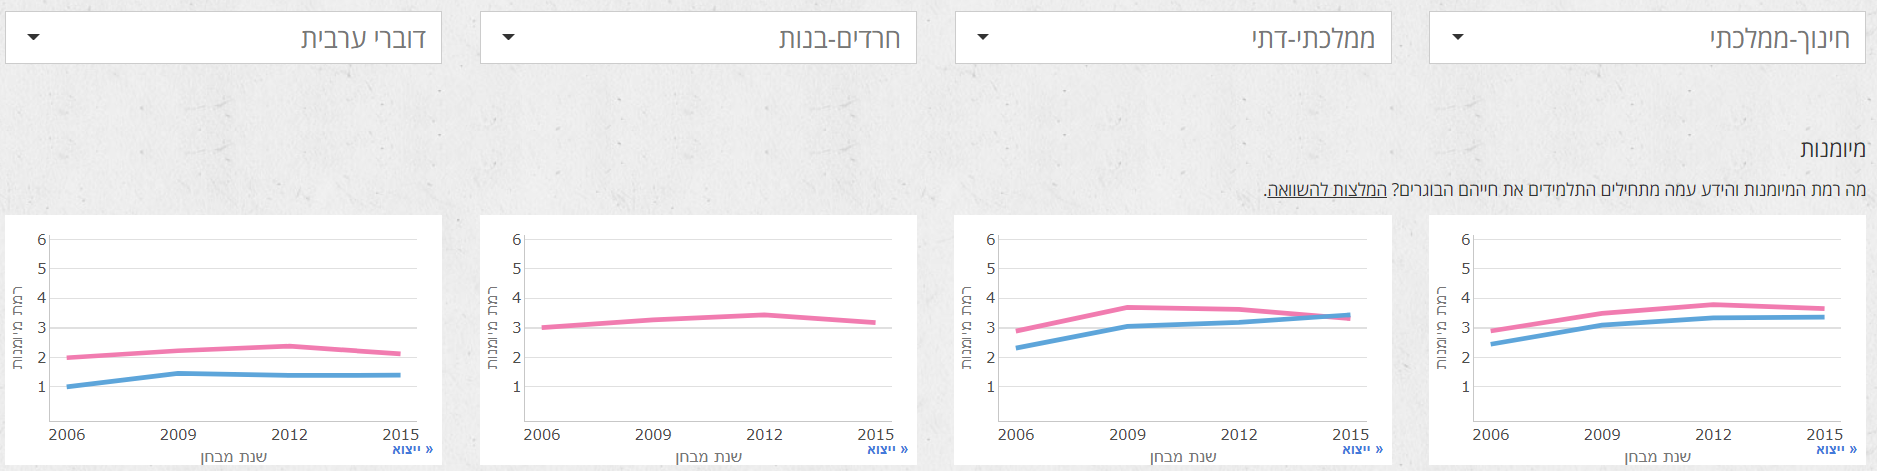 חינוך-ממלכתי
ממלכתי-דתי
חרדים-בנות
דוברי ערבית
מיומנות
מה רמת המיומנות והידע עמה מתחילים התלמידים את חייהם הבוגרים? המלצות להשוואה.
רמת מיומנות
6
5
4
3
2
1
2006 2009 2012 2015
« ייצוא
שנת מבחן
רמת מיומנות
6
5
4
3
2
1
2006 2009 2012 2015
« ייצוא
שנת מבחן
רמת מיומנות
6
5
4
3
2
1
2006 2009 2012 2015
« ייצוא
שנת מבחן
רמת מיומנות
6
5
4
3
2
1
2006 2009 2012 2015
« ייצוא
שנת מבחן